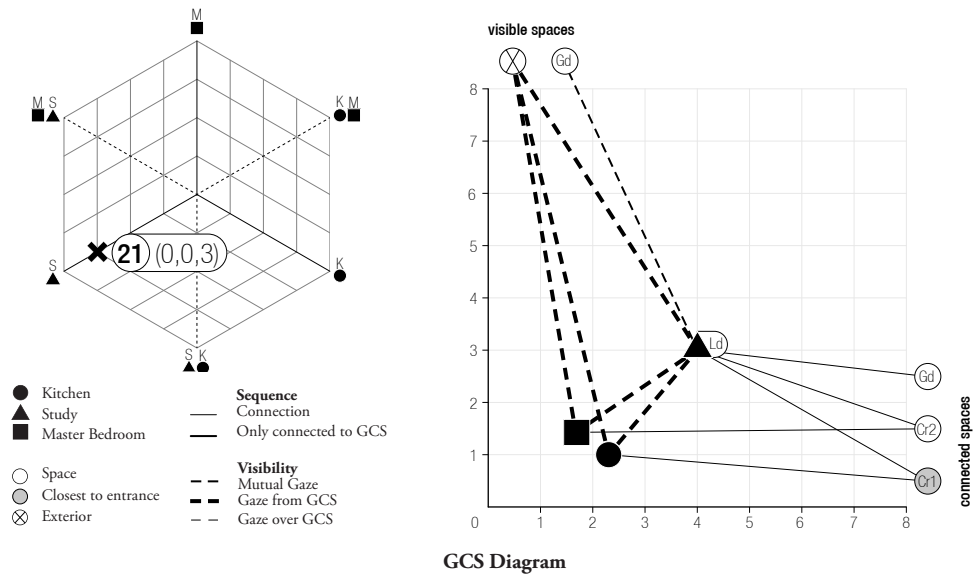 M
M S
K M
21 (0,0,3)
S
K
S K
Kitchen
Study
Master Bedroom
Space
Closest to entrance
Exterior
Sequence
Connection
Only connected to GCS
Visibility
Mutual Gaze
Gaze from GCS
Gaze over GCS
visible spaces
Gd
8
7
6
5
4
3
2
1
0 1 2 3 4 5 6 7 8
Ld
Gd
Cr2
Cr1
connected spaces
GCS Diagram